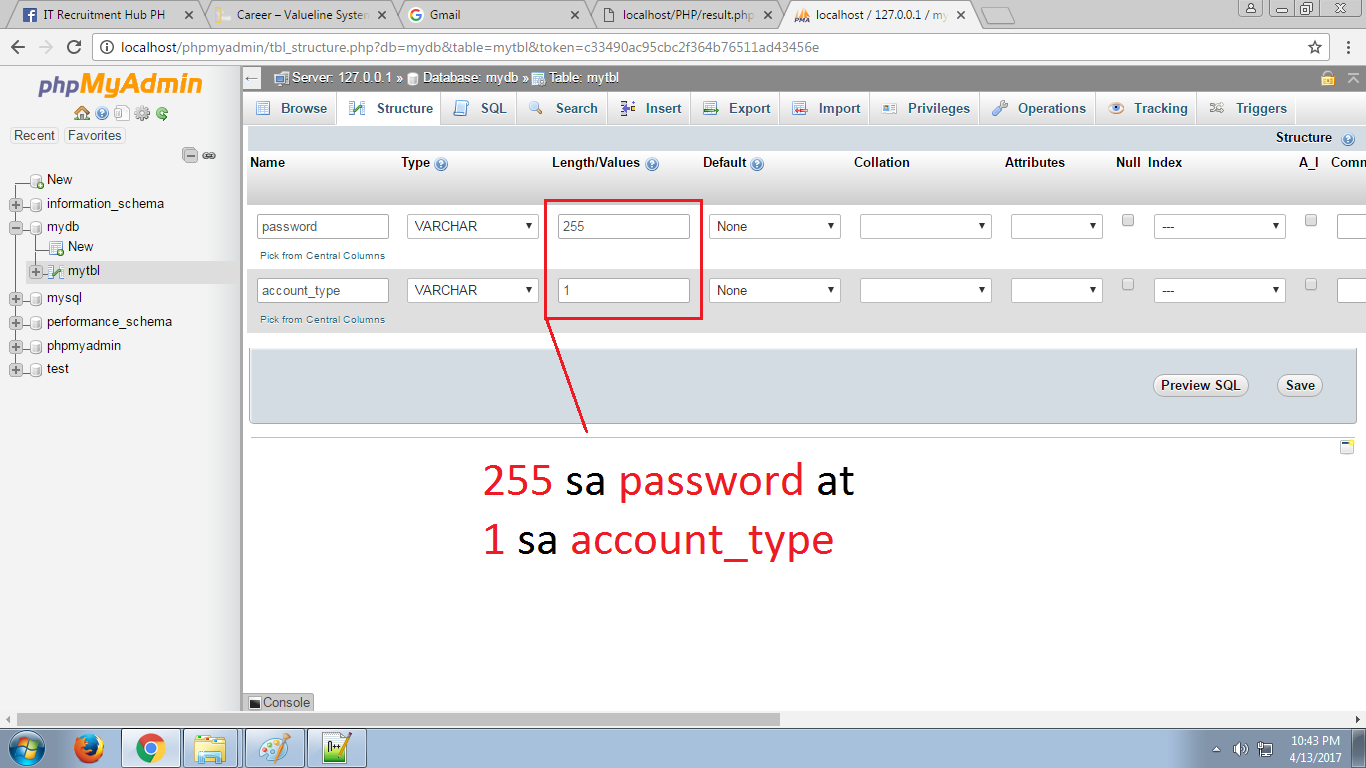 IT Recruitment Hub PH
Career – Valueline System
Gmail
localhost/PHP/result.php
localhost / 127.0.0.1 / my
localhost/phpmyadmin/tbl_structure.php?db=mydb&table=mytbl&token=c33490ac95cbc2f364b76511ad43456e
phpMyAdmin
Recent Favorites
New
information_schema
mydb
New
mytbl
mysql
performance_schema
phpmyadmin
test
Server: 127.0.0.1 » Database: mydb » Table: mytbl
Browse Structure SQL Search Insert Export Import Privileges Operations Tracking Triggers
Structure
Name Type Length/Values Default Collation Attributes Null Index A_I Comm
password VARCHAR 255 None ---
Pick from Central Columns
account_type VARCHAR 1 None ---
Pick from Central Columns
Preview SQL Save
255 sa password at
1 sa account_type
Console
10:43 PM
4/13/2017